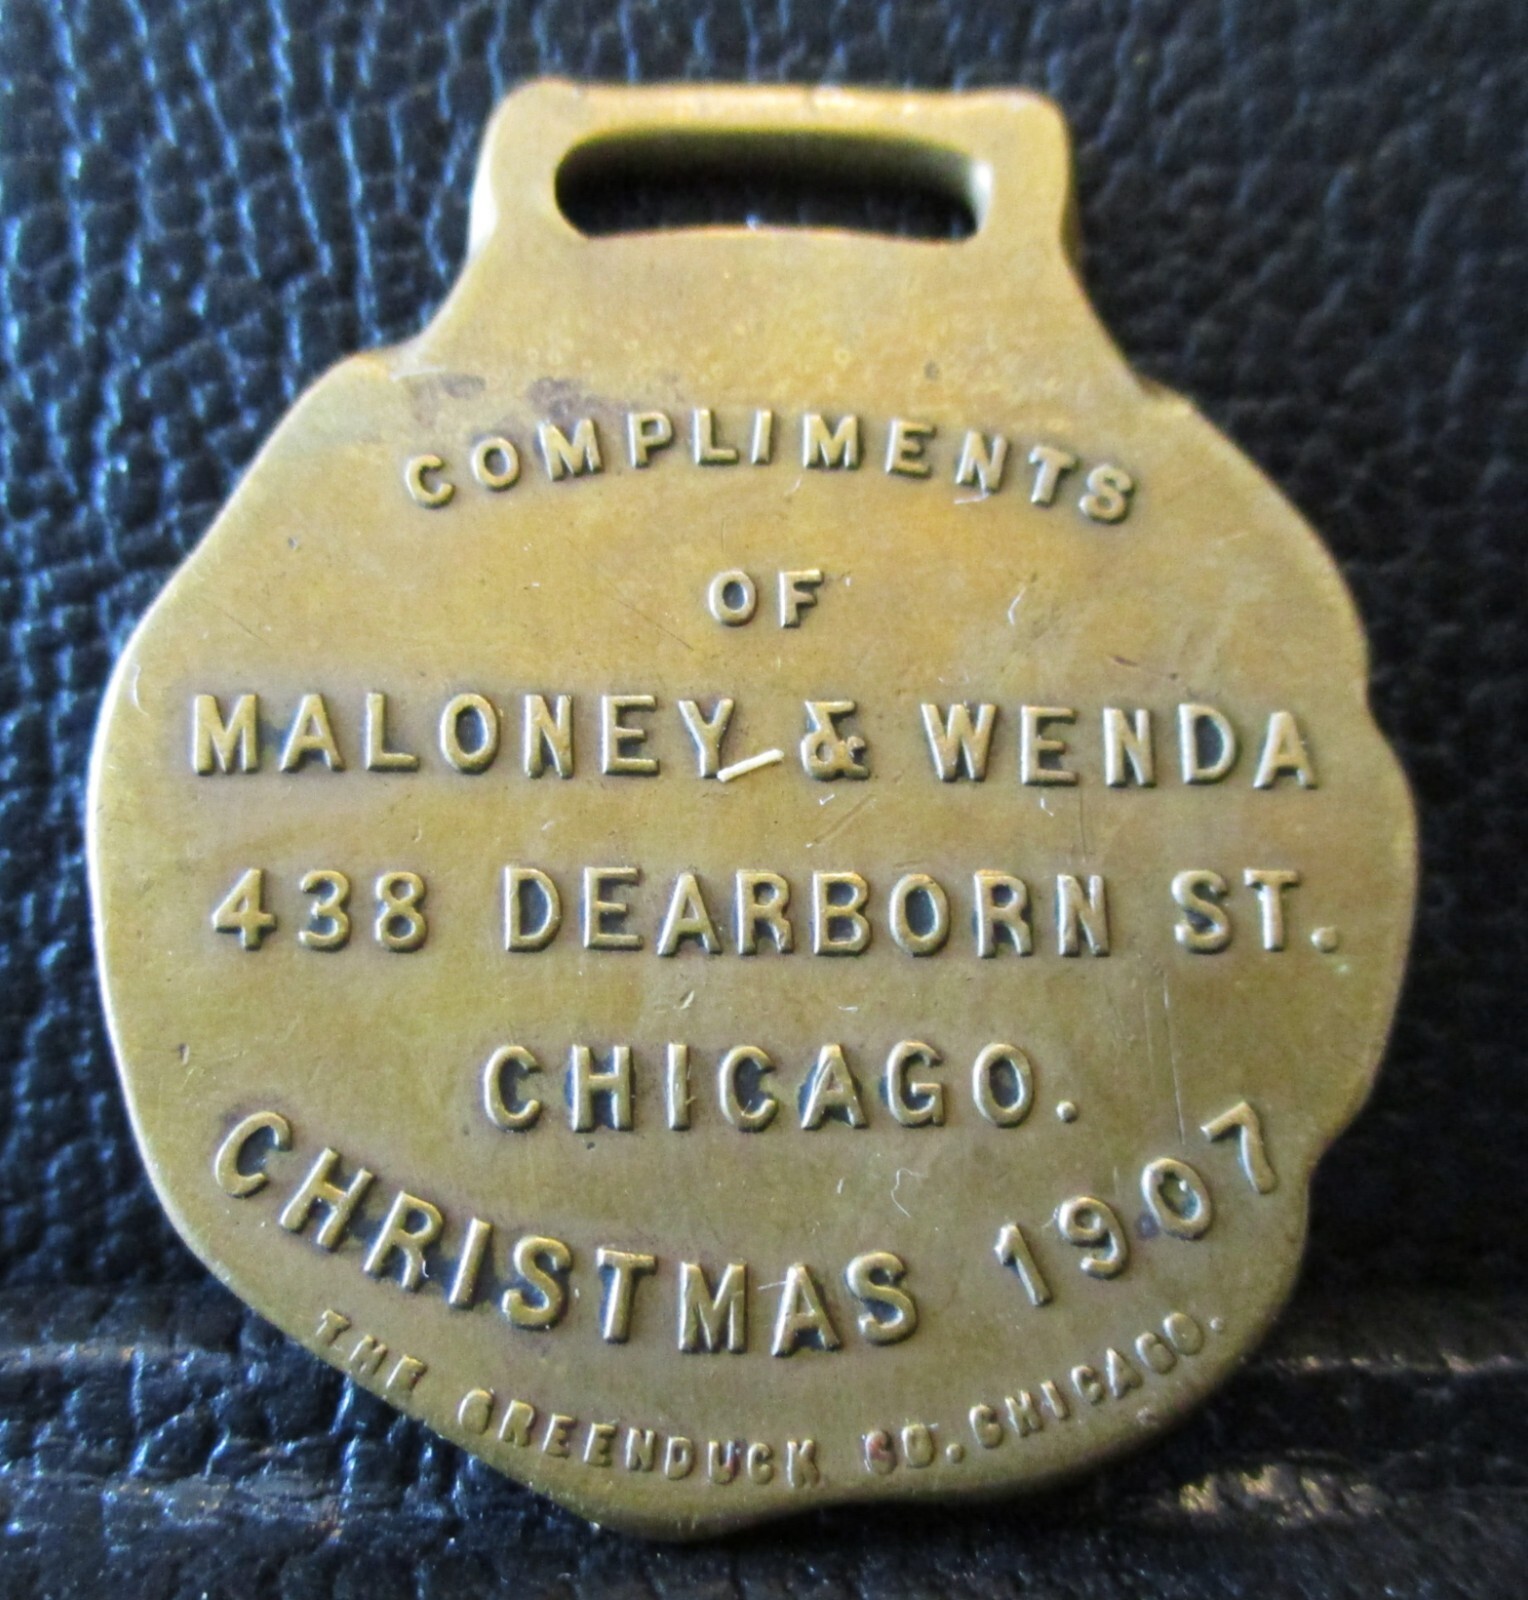 COMPLIMENTS
OF
MALONEY & WENDA
438 DEARBORN ST.
CHICAGO.
CHRISTMAS 1907
THE GREENDUCK CO. CHICAGO.